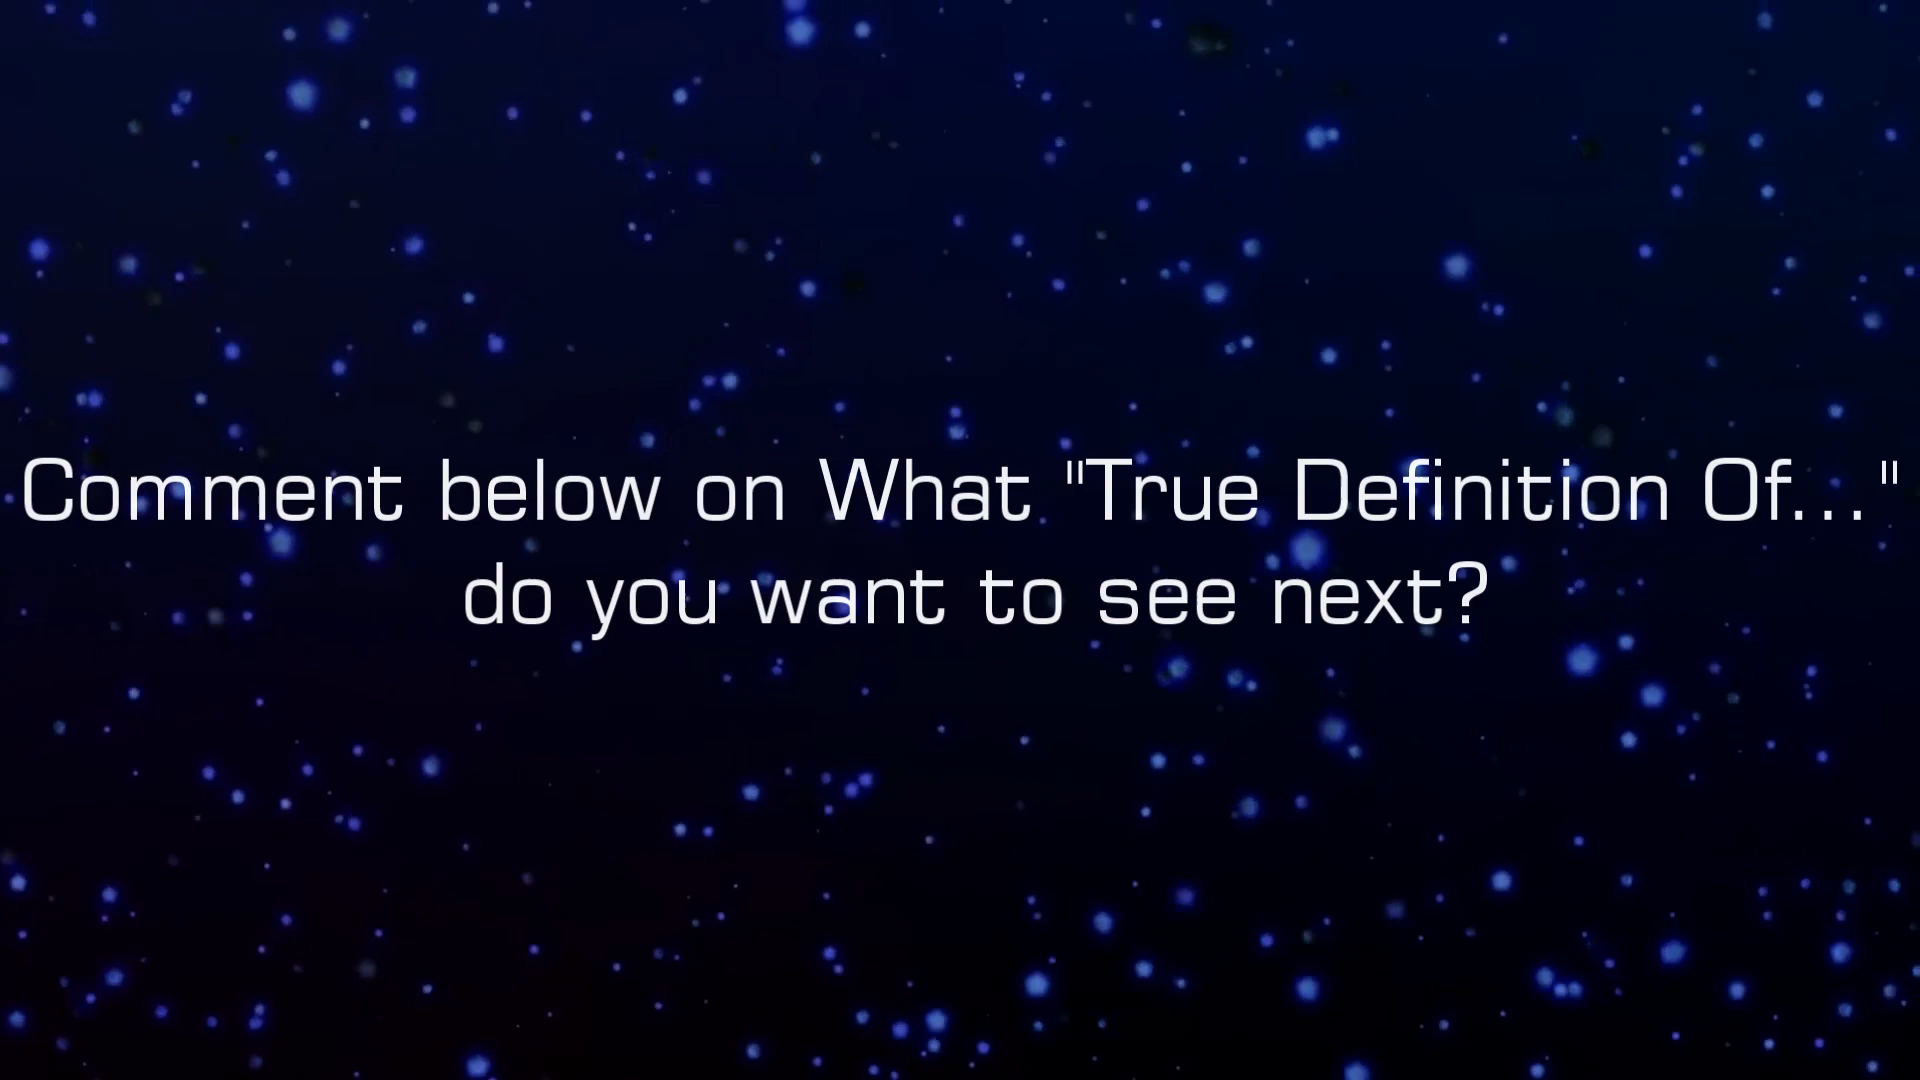 Comment below on What "True Definition Of..."
do you want to see next?